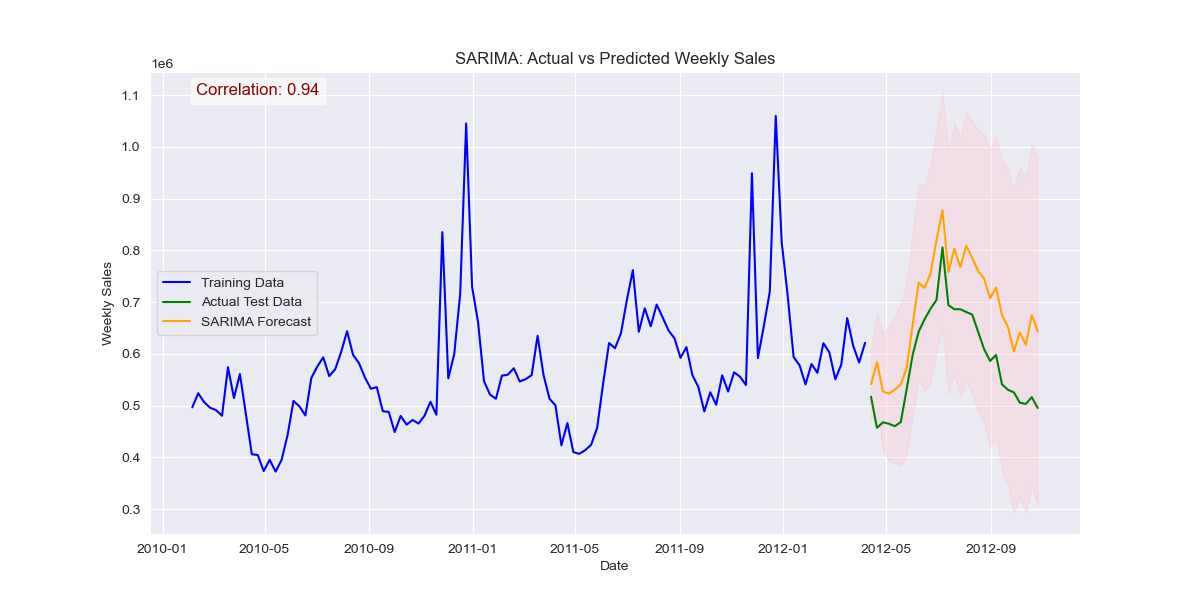 SARIMA: Actual vs Predicted Weekly Sales
1e6
Correlation: 0.94
1.1
1.0
0.9
0.8
0.7
0.6
0.5
0.4
0.3
Weekly Sales
Training Data
Actual Test Data
SARIMA Forecast
2010-01 2010-05 2010-09 2011-01 2011-05 2011-09 2012-01 2012-05 2012-09
Date